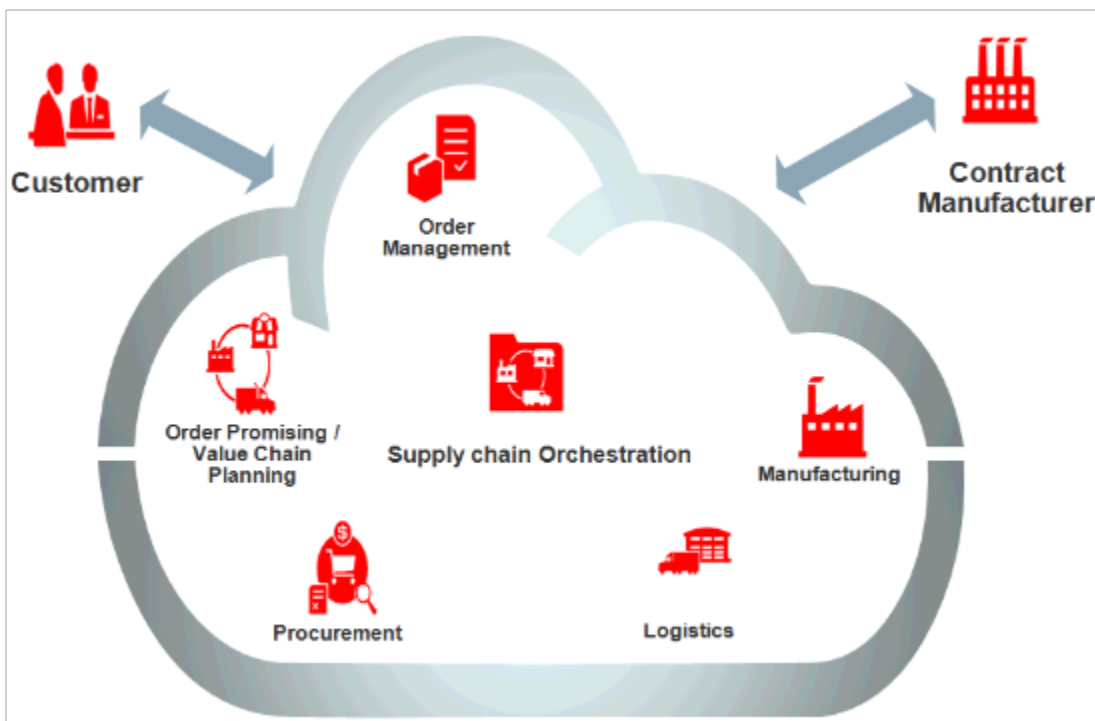 Customer
Contract
Manufacturer
Order
Management
Order Promising /
Value Chain
Planning
Supply chain Orchestration
Manufacturing
$
Procurement
Logistics